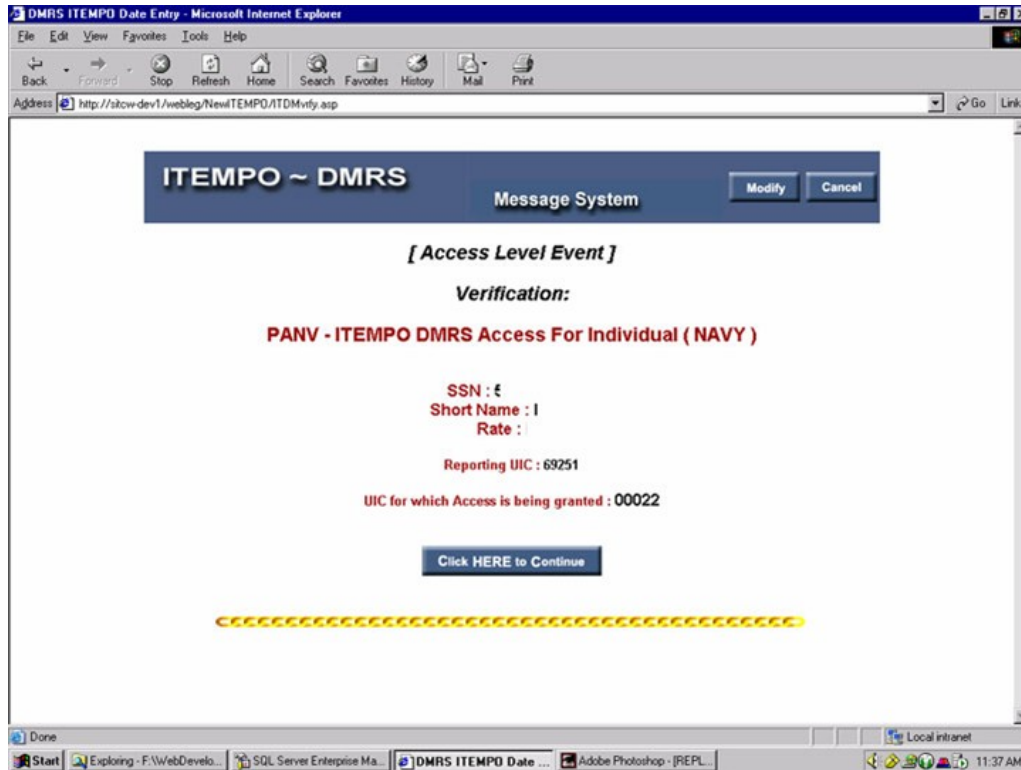 DMRS ITEMPO Date Entry - Microsoft Internet Explorer
File Edit View Favorites Tools Help
Back Forward Stop Refresh Home Search Favorites History Mail Print
Address http://sitcw-dev1/webleg/NewITEMPO/ITDMvrfy.asp Go Link
ITEMPO ~ DMRS
Message System
Modify Cancel
[ Access Level Event ]
Verification:
PANV - ITEMPO DMRS Access For Individual ( NAVY )
SSN :
Short Name :
Rate :
Reporting UIC : 69251
UIC for which Access is being granted : 00022
Click HERE to Continue
Done Local intranet
Start Exploring - F:\WebDevelo... SQL Server Enterprise Ma... DMRS ITEMPO Date ... Adobe Photoshop - [REPL... 11:37 AM